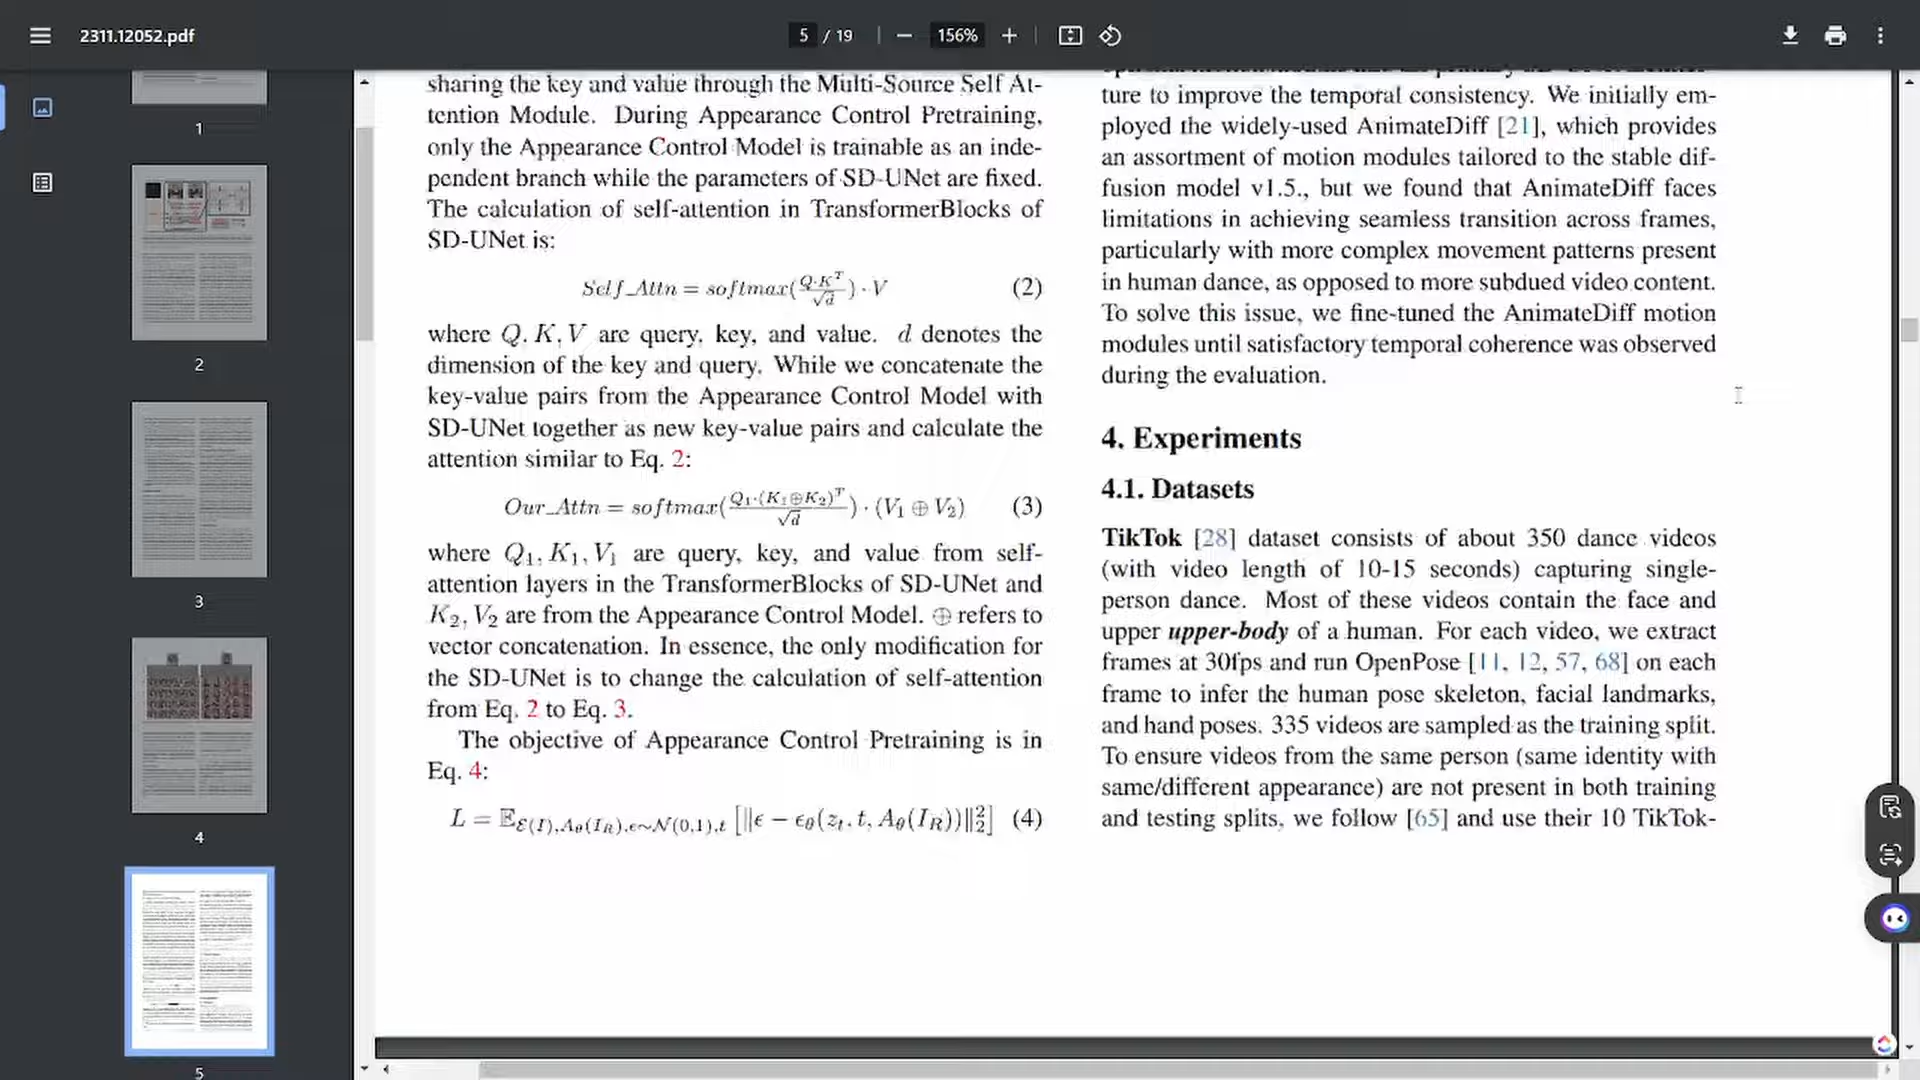 2311.12052.pdf
5 / 19
156%
1
2
3
4
5
sharing the key and value through the Multi-Source Self At-
tention Module. During Appearance Control Pretraining,
only the Appearance Control Model is trainable as an inde-
pendent branch while the parameters of SD-UNet are fixed.
The calculation of self-attention in TransformerBlocks of
SD-UNet is:
Self_Attn = softmax(Q·K^T/√d) · V (2)
where Q, K, V are query, key, and value. d denotes the
dimension of the key and query. While we concatenate the
key-value pairs from the Appearance Control Model with
SD-UNet together as new key-value pairs and calculate the
attention similar to Eq. 2:
Our_Attn = softmax(Q₁·(K₁⊕K₂)^T/√d) · (V₁ ⊕ V₂) (3)
where Q₁, K₁, V₁ are query, key, and value from self-
attention layers in the TransformerBlocks of SD-UNet and
K₂, V₂ are from the Appearance Control Model. ⊕ refers to
vector concatenation. In essence, the only modification for
the SD-UNet is to change the calculation of self-attention
from Eq. 2 to Eq. 3.
The objective of Appearance Control Pretraining is in
Eq. 4:
L = 𝔼_{ℰ(I),A_θ(I_R),ϵ∼𝒩(0,1),t} [‖ϵ − ϵ_θ(z_t, t, A_θ(I_R))‖₂²] (4)
ture to improve the temporal consistency. We initially em-
ployed the widely-used AnimateDiff [21], which provides
an assortment of motion modules tailored to the stable dif-
fusion model v1.5., but we found that AnimateDiff faces
limitations in achieving seamless transition across frames,
particularly with more complex movement patterns present
in human dance, as opposed to more subdued video content.
To solve this issue, we fine-tuned the AnimateDiff motion
modules until satisfactory temporal coherence was observed
during the evaluation.
4. Experiments
4.1. Datasets
TikTok [28] dataset consists of about 350 dance videos
(with video length of 10-15 seconds) capturing single-
person dance. Most of these videos contain the face and
upper upper-body of a human. For each video, we extract
frames at 30fps and run OpenPose [11, 12, 57, 68] on each
frame to infer the human pose skeleton, facial landmarks,
and hand poses. 335 videos are sampled as the training split.
To ensure videos from the same person (same identity with
same/different appearance) are not present in both training
and testing splits, we follow [65] and use their 10 TikTok-